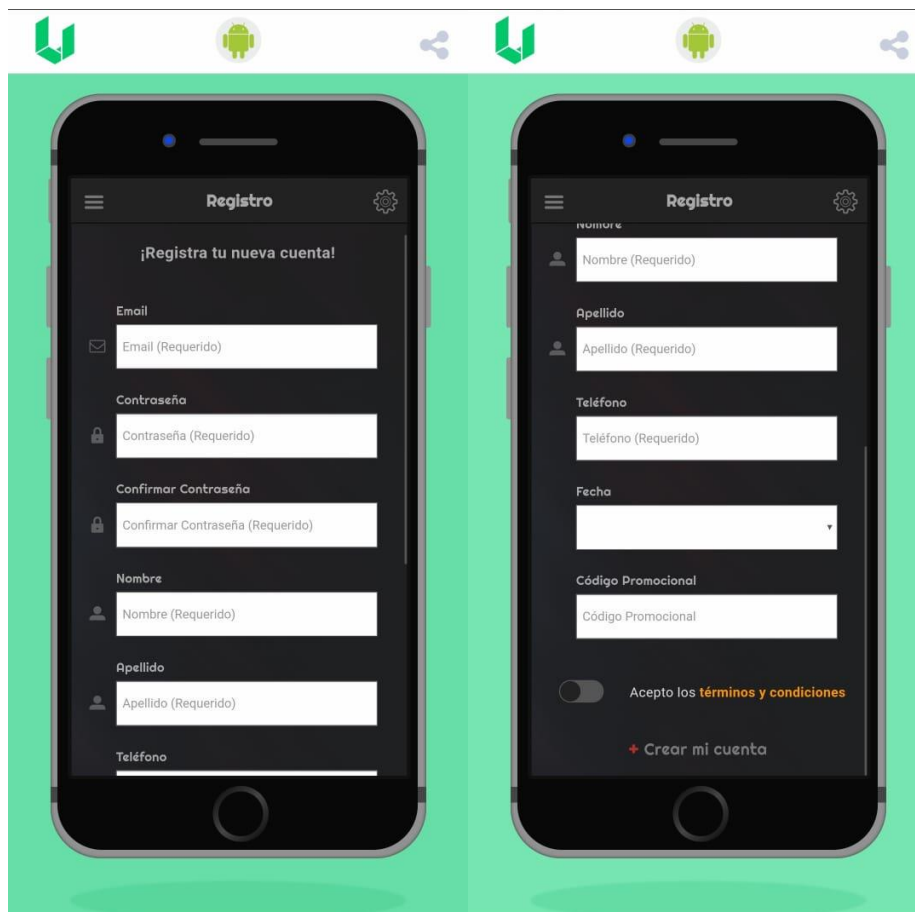 Registro
¡Registra tu nueva cuenta!
Email
Email (Requerido)
Contraseña
Contraseña (Requerido)
Confirmar Contraseña
Confirmar Contraseña (Requerido)
Nombre
Nombre (Requerido)
Apellido
Apellido (Requerido)
Teléfono
Registro
Nombre
Nombre (Requerido)
Apellido
Apellido (Requerido)
Teléfono
Teléfono (Requerido)
Fecha
Código Promocional
Código Promocional
Acepto los términos y condiciones
+ Crear mi cuenta